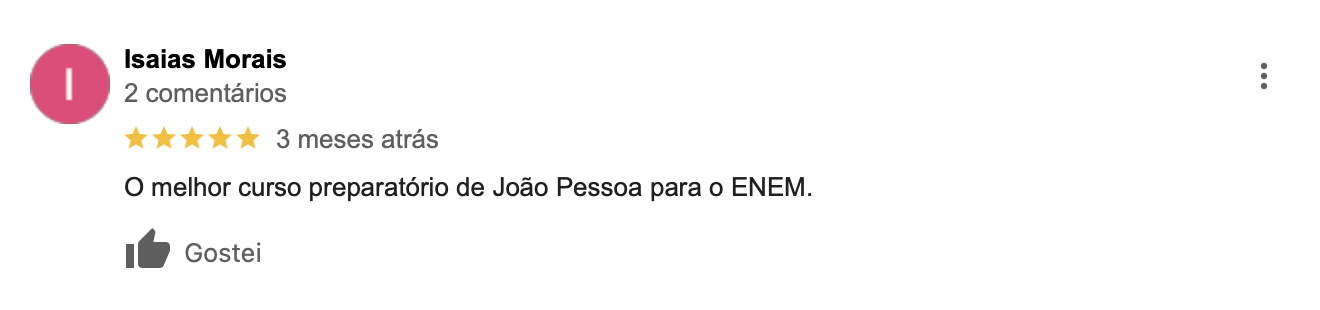 I
Isaias Morais
2 comentários
3 meses atrás
O melhor curso preparatório de João Pessoa para o ENEM.
Gostei